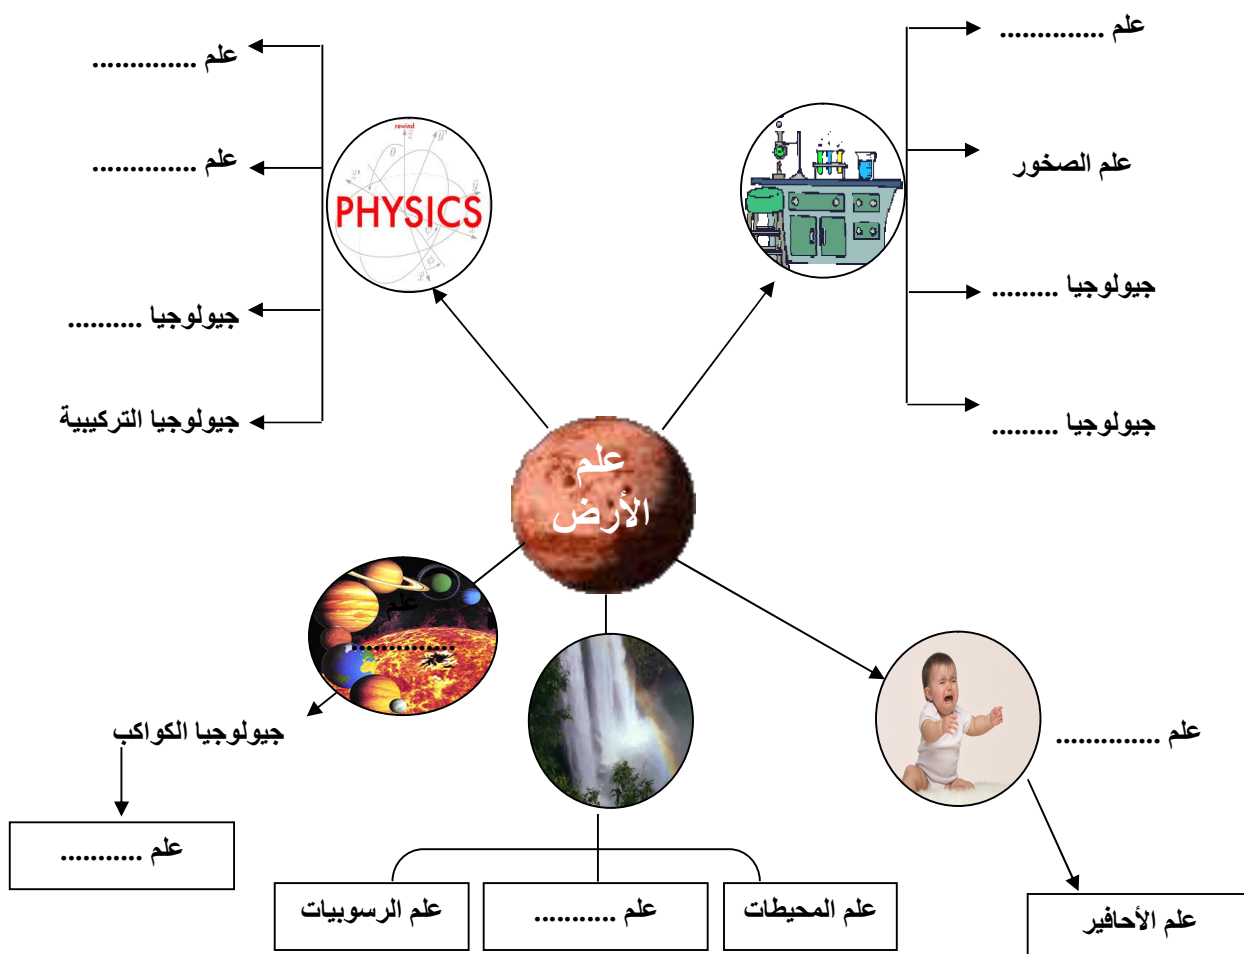 علم ..............
علم الصخور
جيولوجيا .........
جيولوجيا .........
علم ..............
علم ..............
جيولوجيا ..........
جيولوجيا التركيبية
rewind
PHYSICS
علم
الأرض
علم
..............
جيولوجيا الكواكب
علم ...........
علم ..............
علم الأحافير
علم المحيطات
علم ...........
علم الرسوبيات